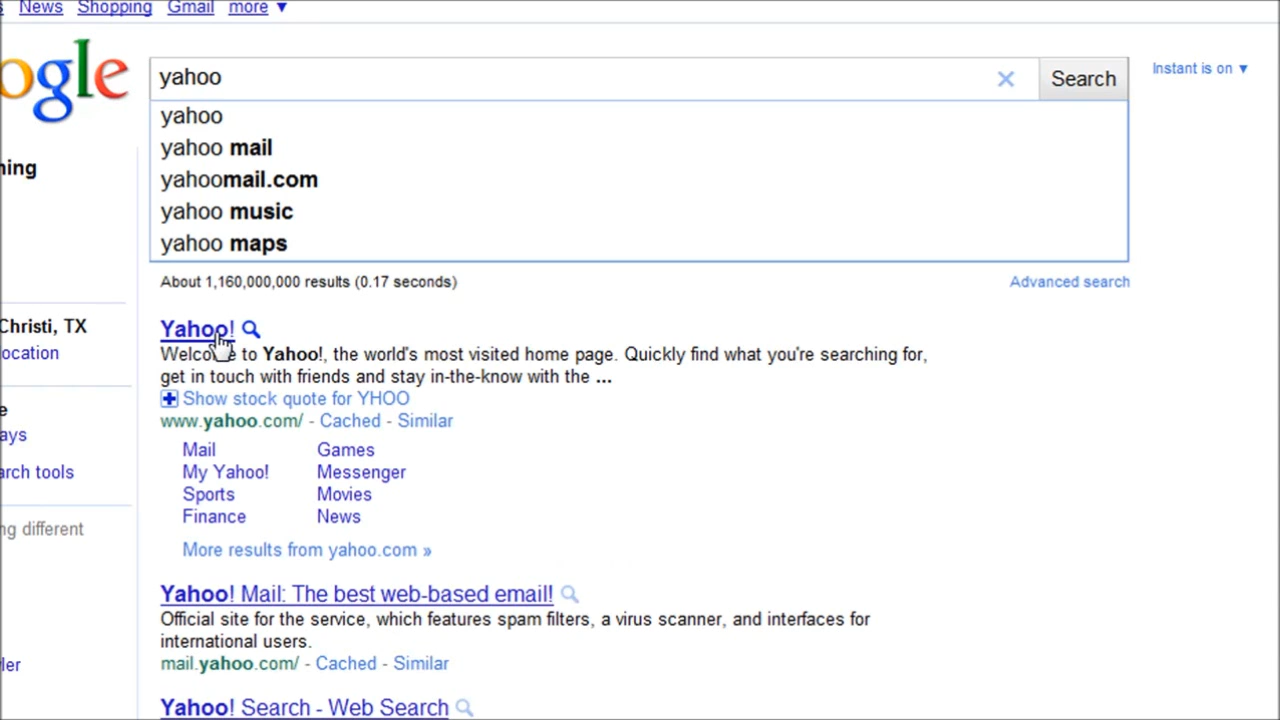 News Shopping Gmail more ▼
ogle
yahoo
Search
Instant is on ▼
yahoo
yahoo mail
yahoomail.com
yahoo music
yahoo maps
About 1,160,000,000 results (0.17 seconds)
Advanced search
Christi, TX
Yahoo!
Welcome to Yahoo!, the world's most visited home page. Quickly find what you're searching for,
get in touch with friends and stay in-the-know with the ...
Show stock quote for YHOO
www.yahoo.com/ - Cached - Similar
Mail Games
My Yahoo! Messenger
Sports Movies
Finance News
More results from yahoo.com »
ng different
Yahoo! Mail: The best web-based email!
Official site for the service, which features spam filters, a virus scanner, and interfaces for
international users.
mail.yahoo.com/ - Cached - Similar
Yahoo! Search - Web Search
ning
ocation
e
ays
arch tools
ler